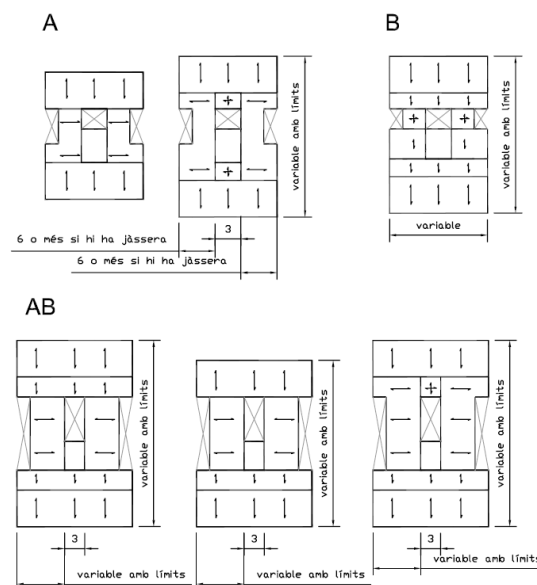 A
B
variable amb límits
variable amb límits
3
6 o més si hi ha jàssera
6 o més si hi ha jàssera
variable
AB
variable amb límits
variable amb límits
variable amb límits
3
3
3
variable amb límits
variable amb límits
variable amb límits